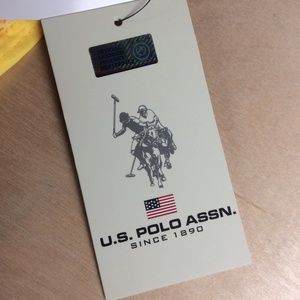 U.S. POLO ASSN.
SINCE 1890